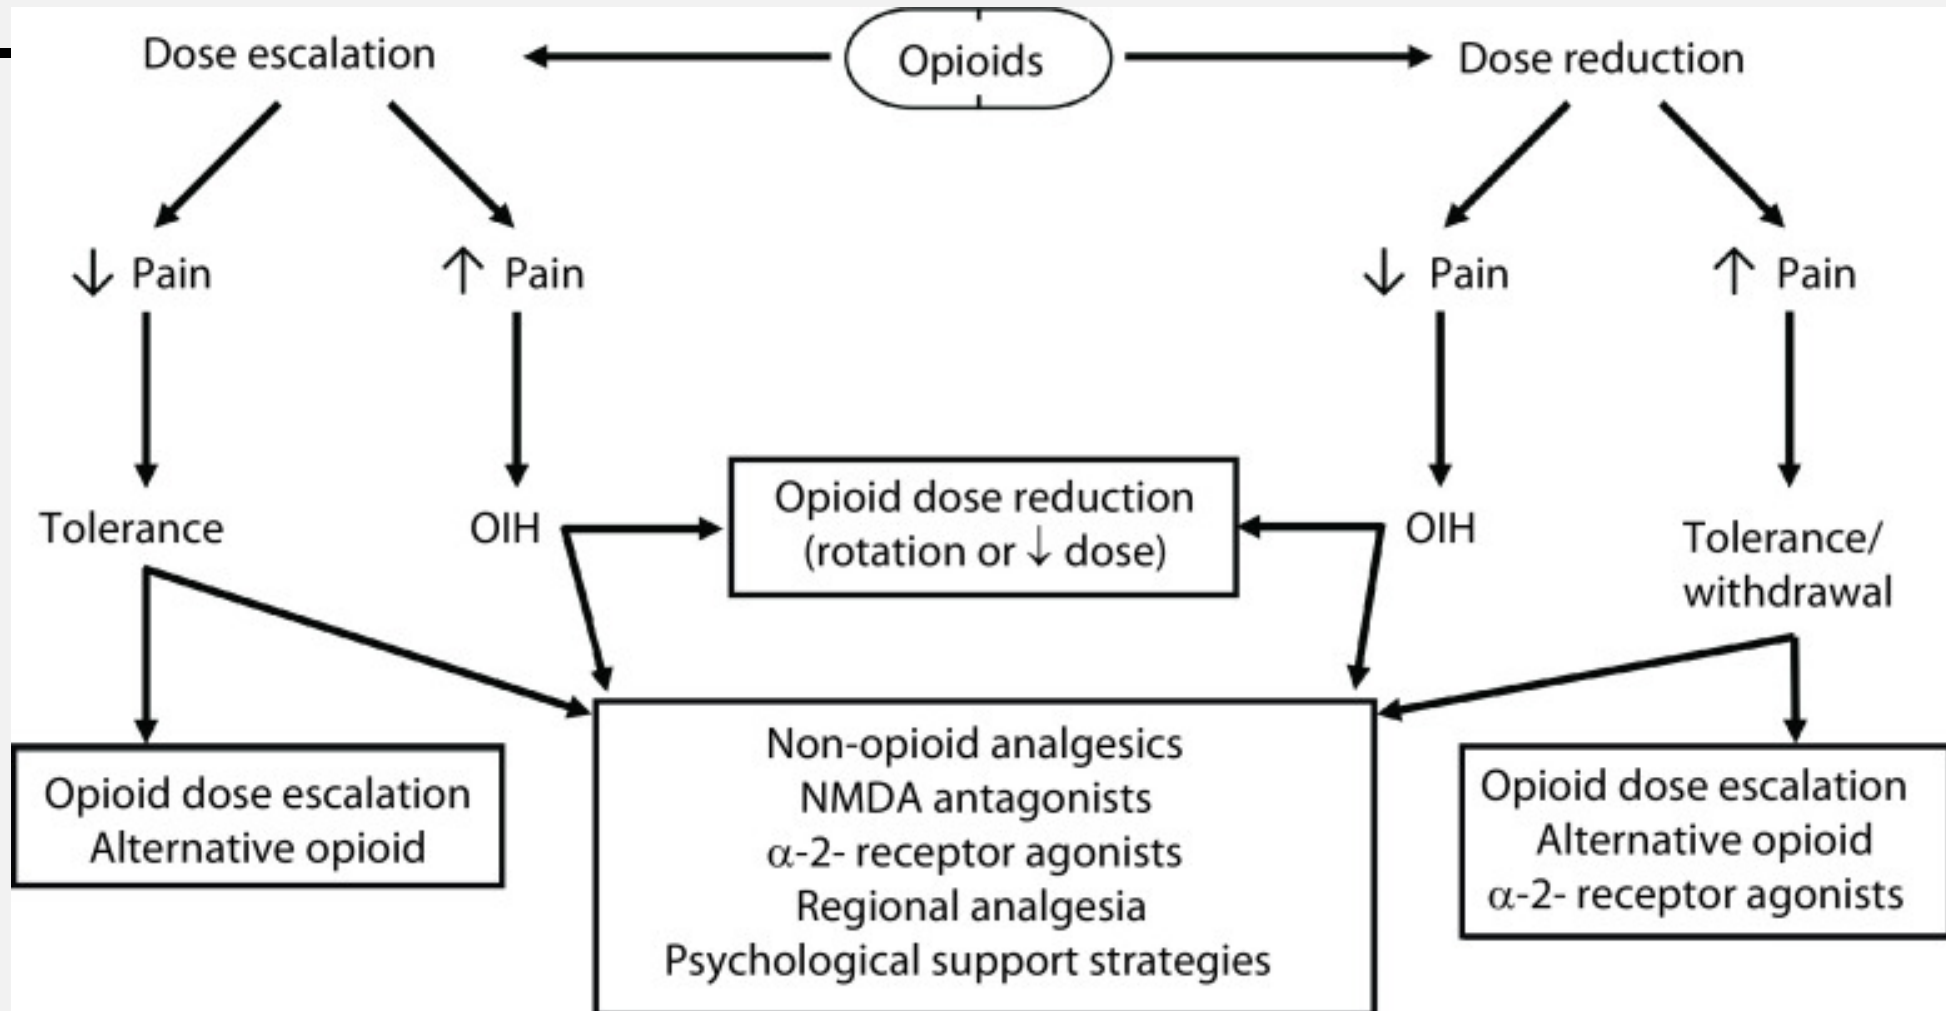 Dose escalation
Opioids
Dose reduction
↓ Pain
↑ Pain
↓ Pain
↑ Pain
Tolerance
OIH
Opioid dose reduction
(rotation or ↓ dose)
OIH
Tolerance/
withdrawal
Opioid dose escalation
Alternative opioid
Non-opioid analgesics
NMDA antagonists
α-2- receptor agonists
Regional analgesia
Psychological support strategies
Opioid dose escalation
Alternative opioid
α-2- receptor agonists